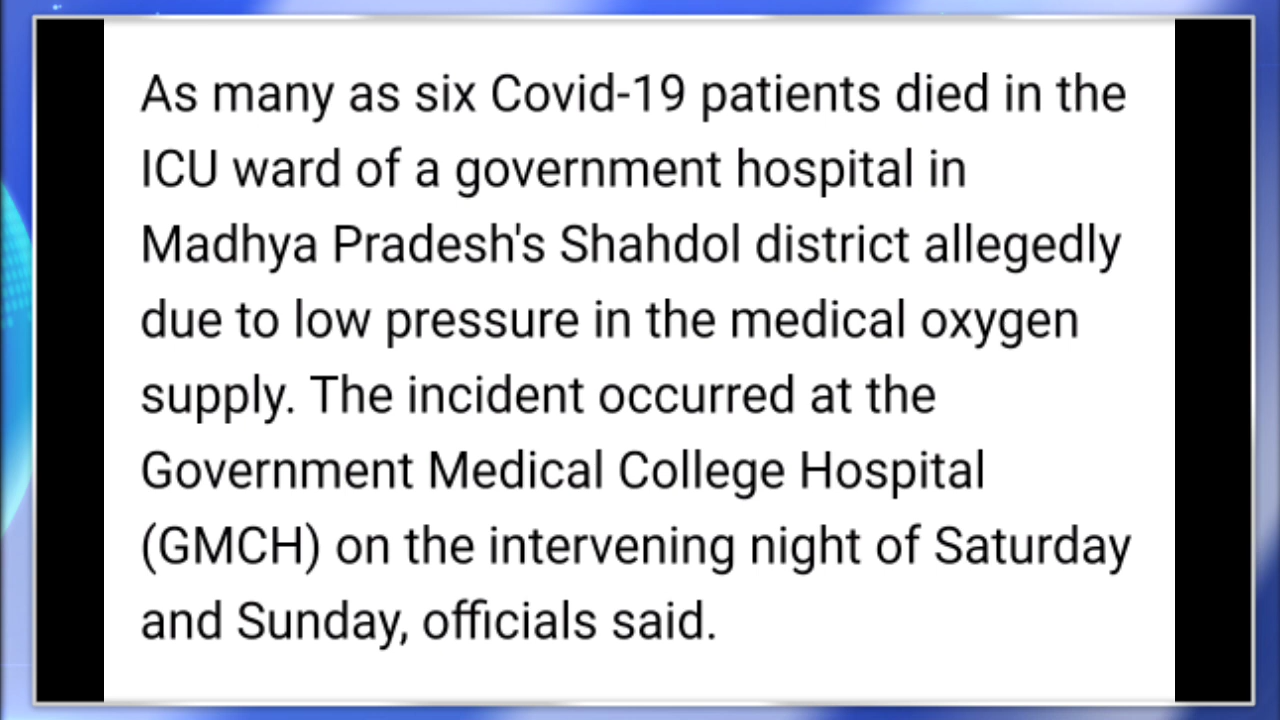 As many as six Covid-19 patients died in the
ICU ward of a government hospital in
Madhya Pradesh's Shahdol district allegedly
due to low pressure in the medical oxygen
supply. The incident occurred at the
Government Medical College Hospital
(GMCH) on the intervening night of Saturday
and Sunday, officials said.